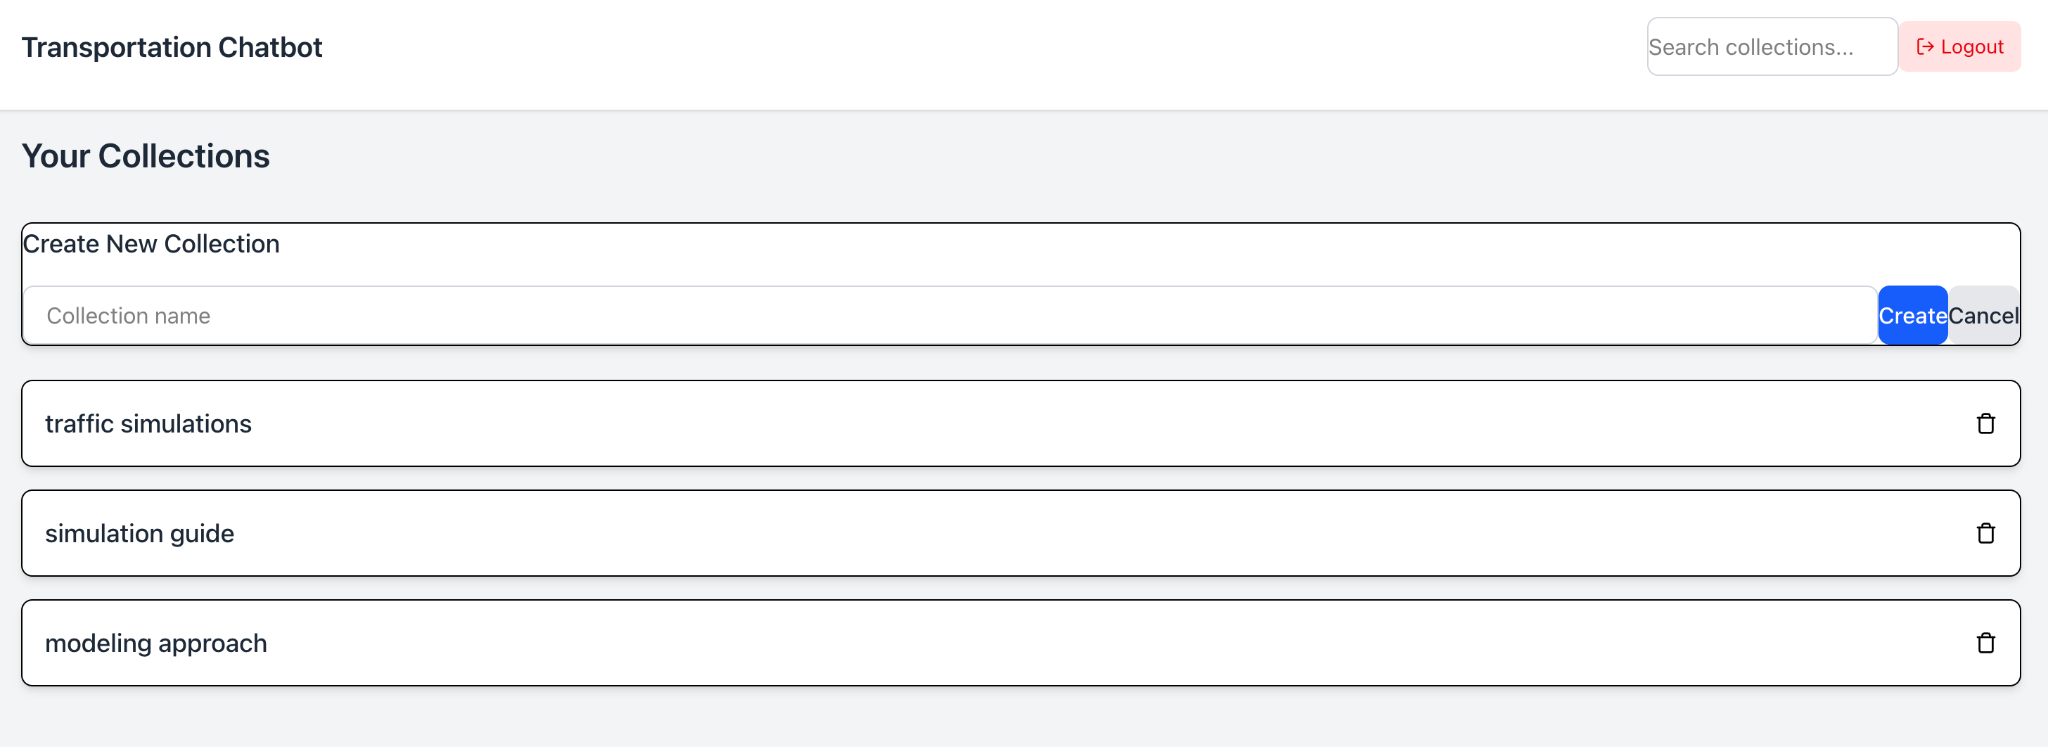 Transportation Chatbot
Search collections...
Logout
Your Collections
Create New Collection
Collection name
Create
Cancel
traffic simulations
simulation guide
modeling approach